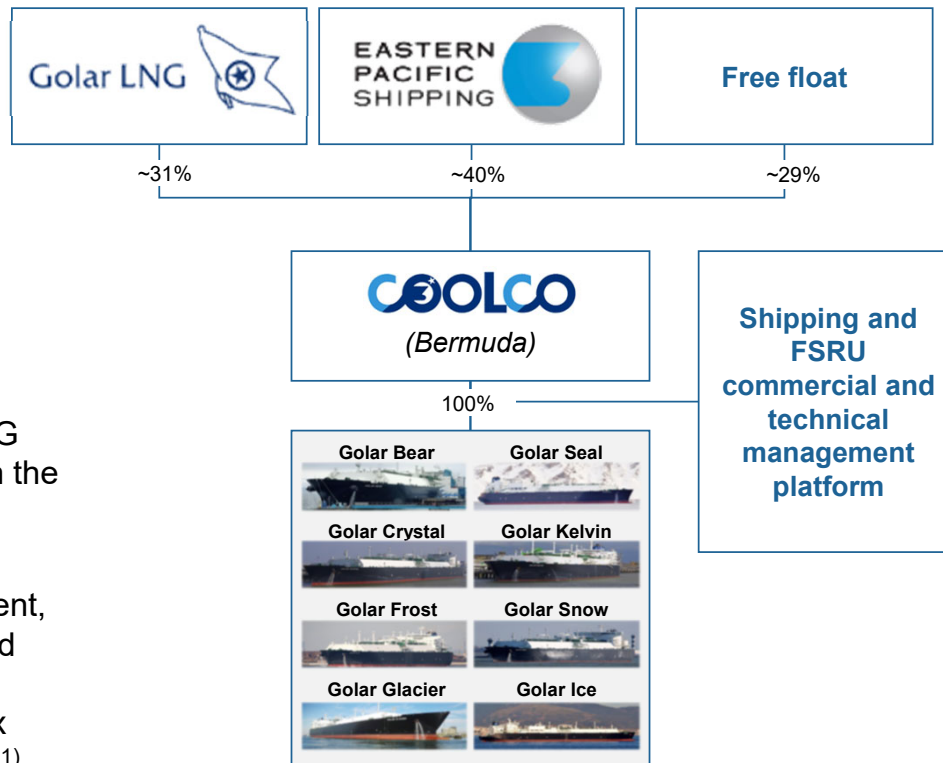 Golar LNG
EASTERN
PACIFIC
SHIPPING
Free float
~31%
~40%
~29%
COOLCO
(Bermuda)
100%
Shipping and
FSRU
commercial and
technical
management
platform
G
the
ent,
d
x
1)
Golar Bear
Golar Seal
Golar Crystal
Golar Kelvin
Golar Frost
Golar Snow
Golar Glacier
Golar Ice